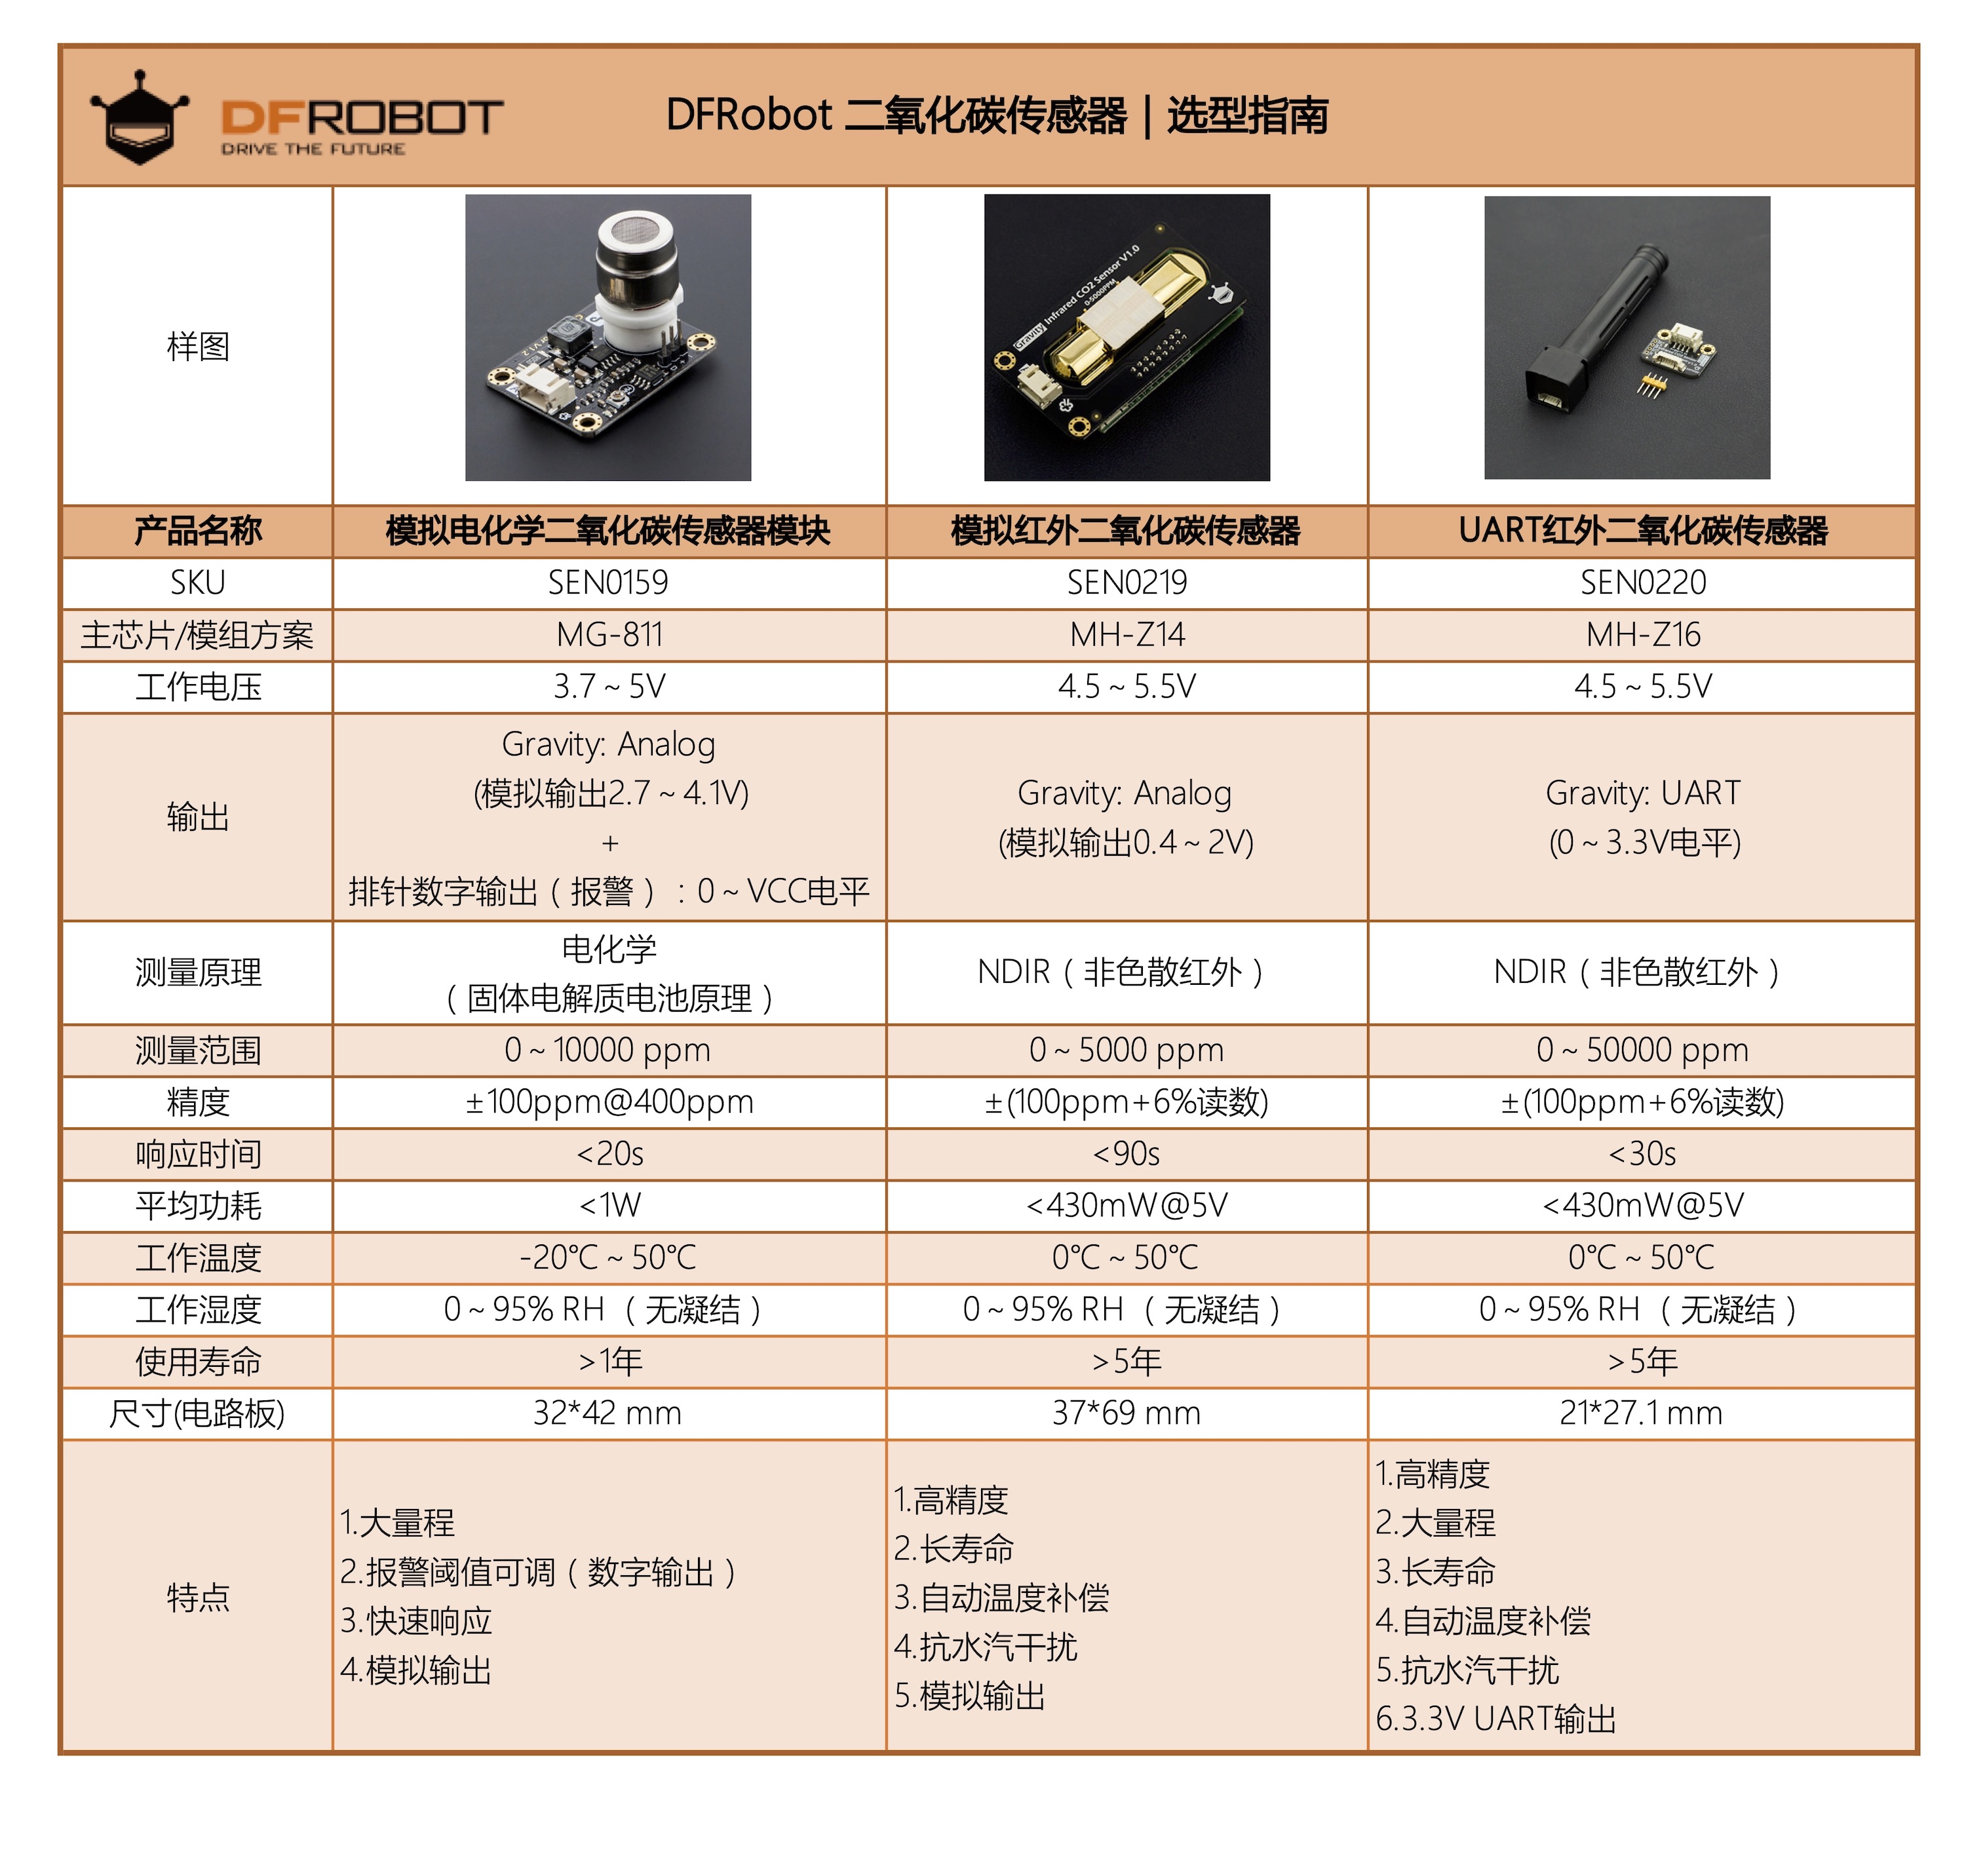 DFROBOT
DRIVE THE FUTURE
DFRobot 二氧化碳传感器 | 选型指南
样图
Gravity Infrared CO2 Sensor V1.0
0-5000PPM
产品名称 模拟电化学二氧化碳传感器模块 模拟红外二氧化碳传感器 UART红外二氧化碳传感器
SKU SEN0159 SEN0219 SEN0220
主芯片/模组方案 MG-811 MH-Z14 MH-Z16
工作电压 3.7~5V 4.5~5.5V 4.5~5.5V
输出
Gravity: Analog
(模拟输出2.7~4.1V)
+
排针数字输出（报警）：0~VCC电平
Gravity: Analog
(模拟输出0.4~2V)
Gravity: UART
(0~3.3V电平)
测量原理
电化学
（固体电解质电池原理）
NDIR（非色散红外）
NDIR（非色散红外）
测量范围 0~10000 ppm 0~5000 ppm 0~50000 ppm
精度 ±100ppm@400ppm ±(100ppm+6%读数) ±(100ppm+6%读数)
响应时间 <20s <90s <30s
平均功耗 <1W <430mW@5V <430mW@5V
工作温度 -20℃~50℃ 0℃~50℃ 0℃~50℃
工作湿度 0~95% RH（无凝结） 0~95% RH（无凝结） 0~95% RH（无凝结）
使用寿命 >1年 >5年 >5年
尺寸(电路板) 32*42 mm 37*69 mm 21*27.1 mm
特点
1.大量程
2.报警阈值可调（数字输出）
3.快速响应
4.模拟输出
1.高精度
2.长寿命
3.自动温度补偿
4.抗水汽干扰
5.模拟输出
1.高精度
2.大量程
3.长寿命
4.自动温度补偿
5.抗水汽干扰
6.3.3V UART输出